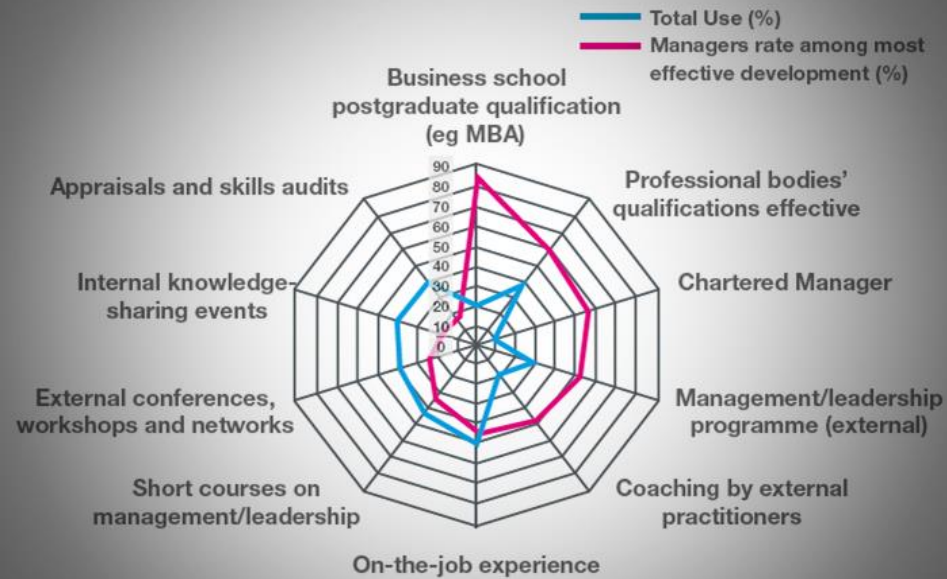 Total Use (%)
Managers rate among most
effective development (%)
Business school
postgraduate qualification
(eg MBA)
Appraisals and skills audits
Professional bodies'
qualifications effective
90
80
70
60
50
40
30
20
10
0
Internal knowledge-
sharing events
Chartered Manager
External conferences,
workshops and networks
Management/leadership
programme (external)
Short courses on
management/leadership
Coaching by external
practitioners
On-the-job experience